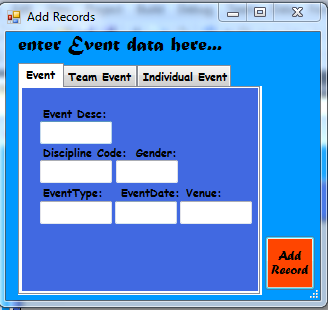 Add Records
enter Event data here...
Event Team Event Individual Event
Event Desc:
Discipline Code: Gender:
EventType: EventDate: Venue:
Add
Record